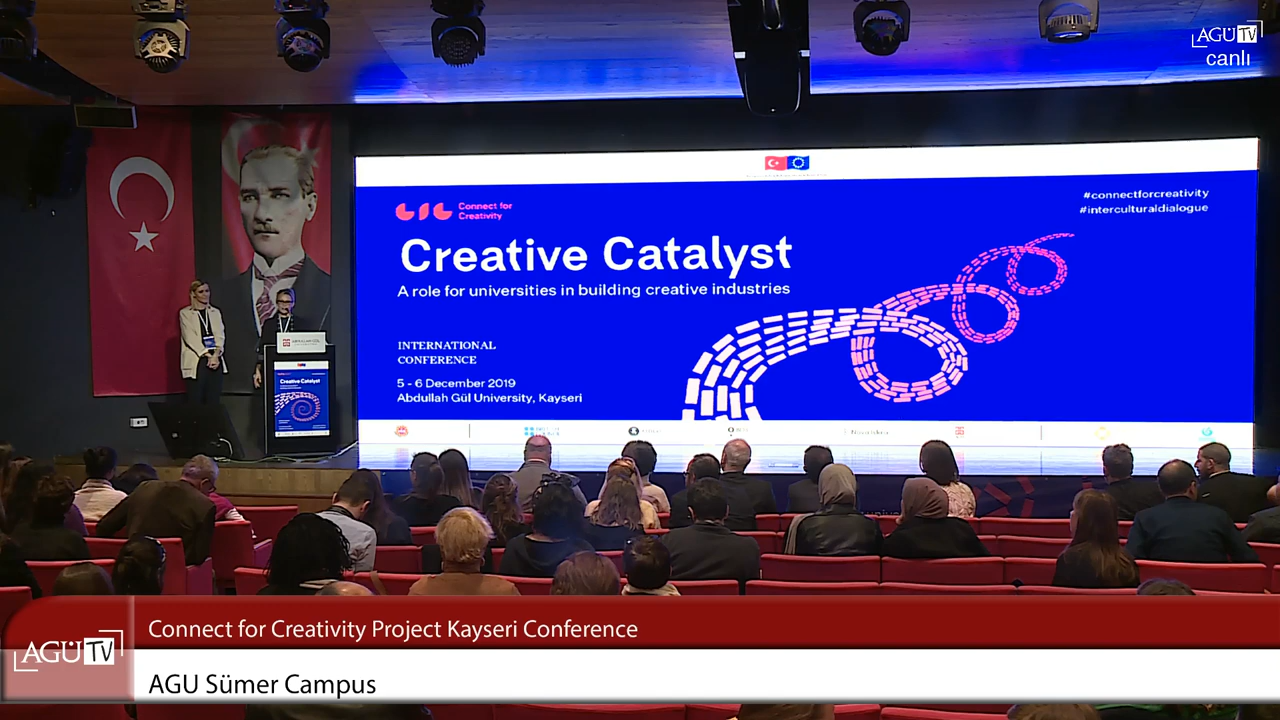 AGÜ TV
canlı
#connectforcreativity
#interculturaldialogue
Connect for
Creativity
Creative Catalyst
A role for universities in building creative industries
INTERNATIONAL
CONFERENCE
5 - 6 December 2019
Abdullah Gül University, Kayseri
Creative Catalyst
AGÜ TV
Connect for Creativity Project Kayseri Conference
AGU Sümer Campus